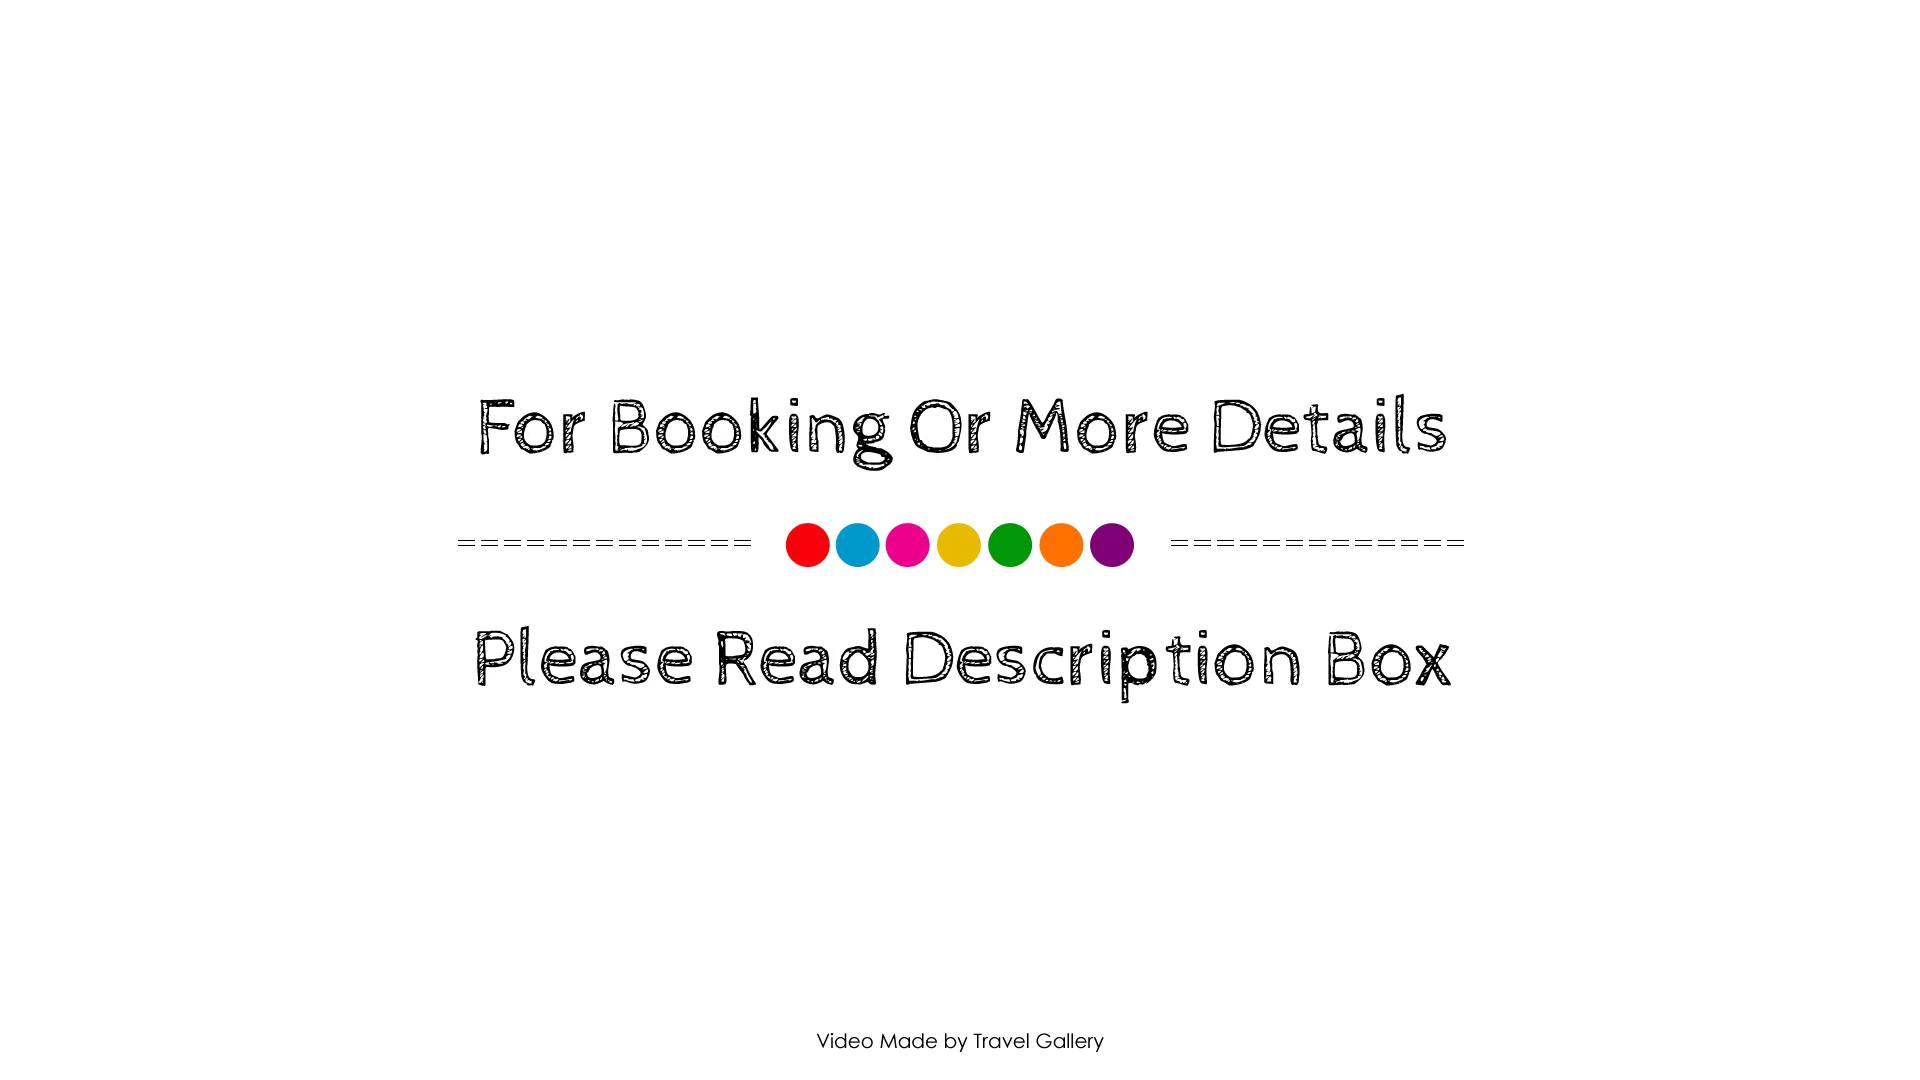 For Booking Or More Details
============= =============
Please Read Description Box
Video Made by Travel Gallery